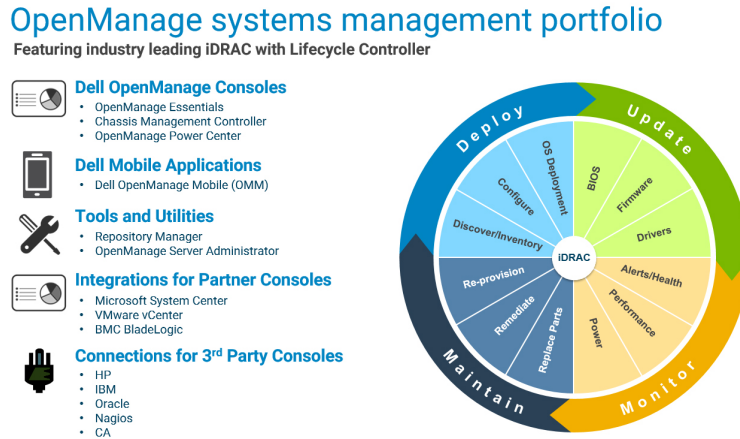 OpenManage systems management portfolio
Featuring industry leading iDRAC with Lifecycle Controller
Dell OpenManage Consoles
• OpenManage Essentials
• Chassis Management Controller
• OpenManage Power Center
Dell Mobile Applications
• Dell OpenManage Mobile (OMM)
Tools and Utilities
• Repository Manager
• OpenManage Server Administrator
Integrations for Partner Consoles
• Microsoft System Center
• VMware vCenter
• BMC BladeLogic
Connections for 3rd Party Consoles
• HP
• IBM
• Oracle
• Nagios
• CA
Deploy
Update
Monitor
Maintain
OS Deployment
Configure
Discover/Inventory
BIOS
Firmware
Drivers
iDRAC
Alerts/Health
Performance
Power
Re-provision
Remediate
Replace Parts